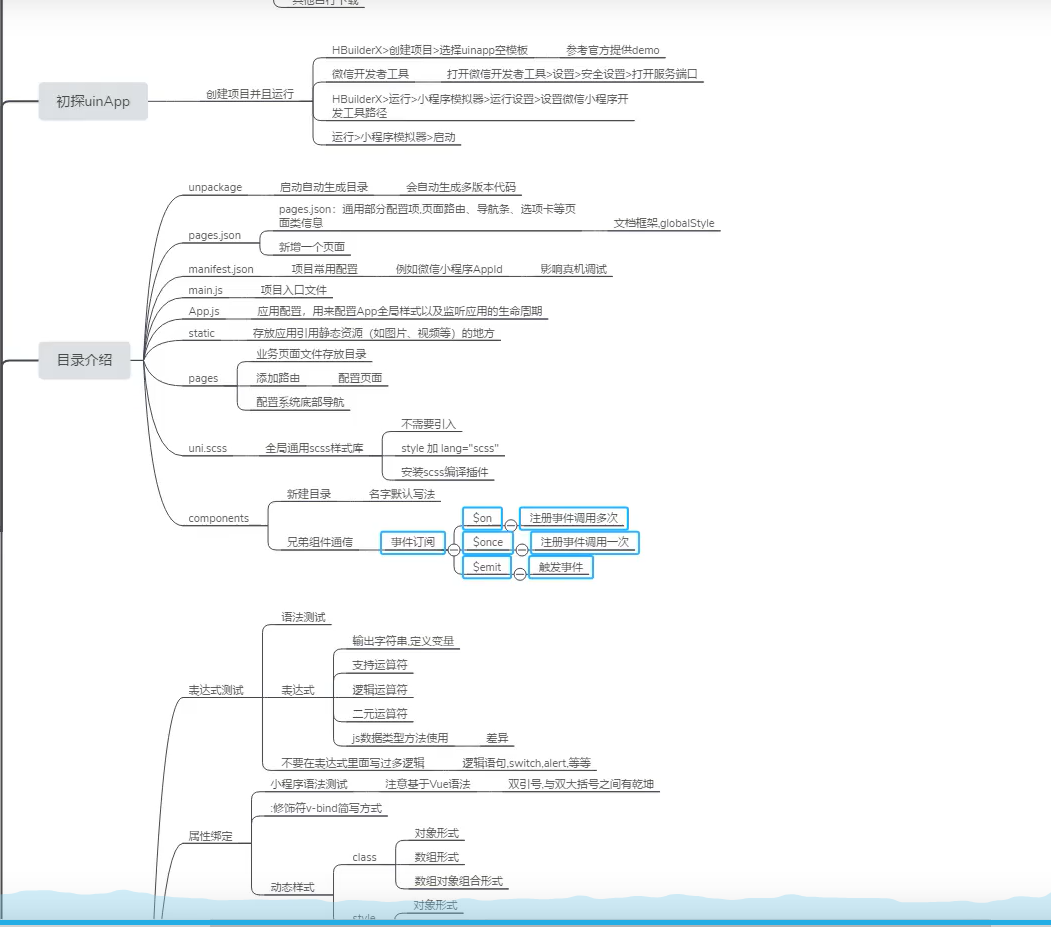 其他自行下载
HBuilderX>创建项目>选择uinapp空模板
参考官方提供demo
微信开发者工具
打开微信开发者工具>设置>安全设置>打开服务端口
初探uinApp
创建项目并且运行
HBuilderX>运行>小程序模拟器>运行设置>设置微信小程序开
发工具路径
运行>小程序模拟器>启动
目录介绍
unpackage
启动自动生成目录
会自动生成多版本代码
pages.json
pages.json：通用部分配置项,页面路由、导航条、选项卡等页
面类信息
文档框架,globalStyle
新增一个页面
manifest.json
项目常用配置
例如微信小程序AppId
影响真机调试
main.js
项目入口文件
App.js
应用配置，用来配置App全局样式以及监听应用的生命周期
static
存放应用引用静态资源（如图片、视频等）的地方
pages
业务页面文件存放目录
添加路由
配置页面
配置系统底部导航
uni.scss
全局通用scss样式库
不需要引入
style 加 lang="scss"
安装scss编译插件
components
新建目录
名字默认写法
兄弟组件通信
事件订阅
$on
注册事件调用多次
$once
注册事件调用一次
$emit
触发事件
表达式测试
语法测试
表达式
输出字符串,定义变量
支持运算符
逻辑运算符
二元运算符
js数据类型方法使用
差异
不要在表达式里面写过多逻辑
逻辑语句,switch,alert,等等
属性绑定
小程序语法测试
注意基于Vue语法
双引号,与双大括号之间有乾坤
:修饰符v-bind简写方式
动态样式
class
对象形式
数组形式
数组对象组合形式
style
对象形式